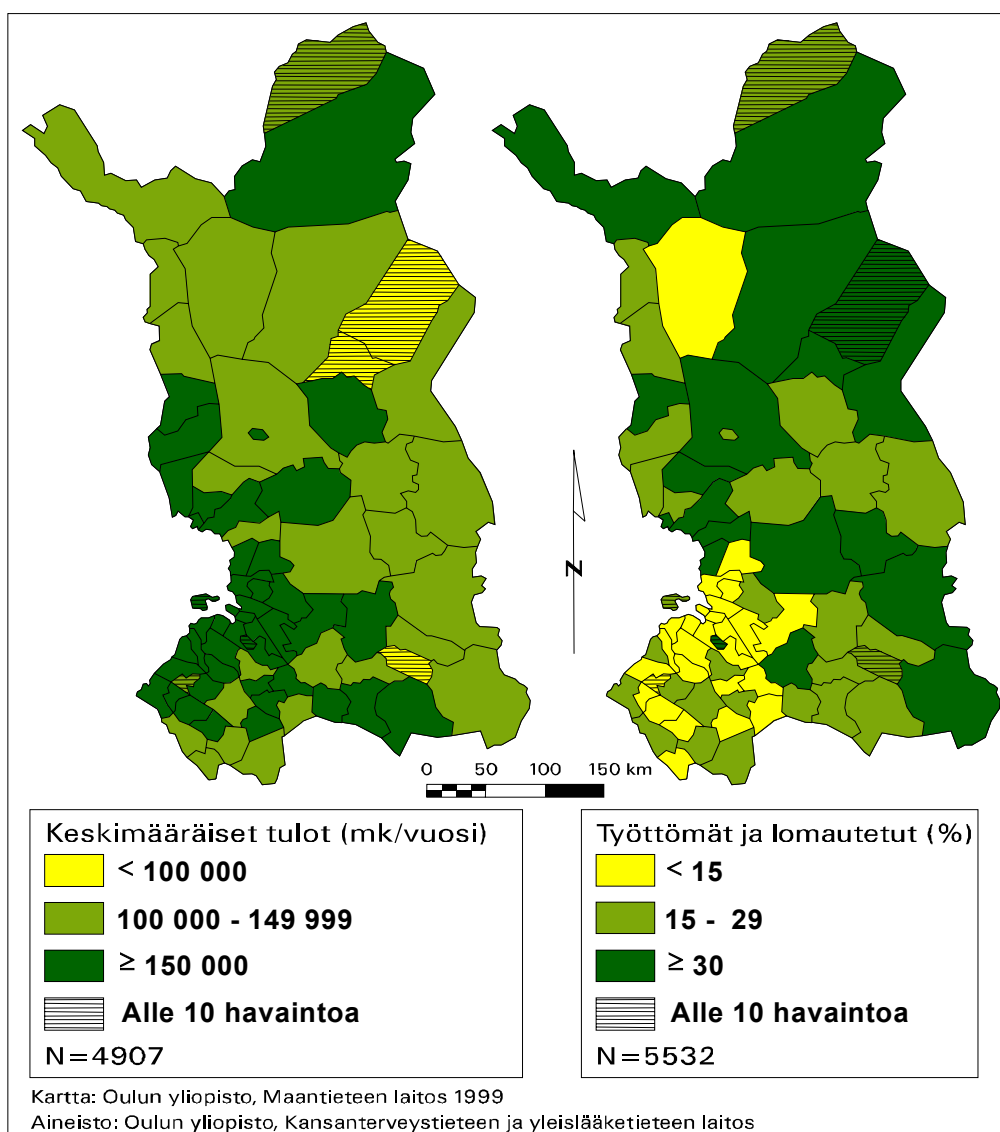 N
0 50 100 150 km
Keskimääräiset tulot (mk/vuosi)
< 100 000
100 000 - 149 999
≥ 150 000
Alle 10 havaintoa
N=4907
Työttömät ja lomautetut (%)
< 15
15 - 29
≥ 30
Alle 10 havaintoa
N=5532
Kartta: Oulun yliopisto, Maantieteen laitos 1999
Aineisto: Oulun yliopisto, Kansanterveystieteen ja yleislääketieteen laitos